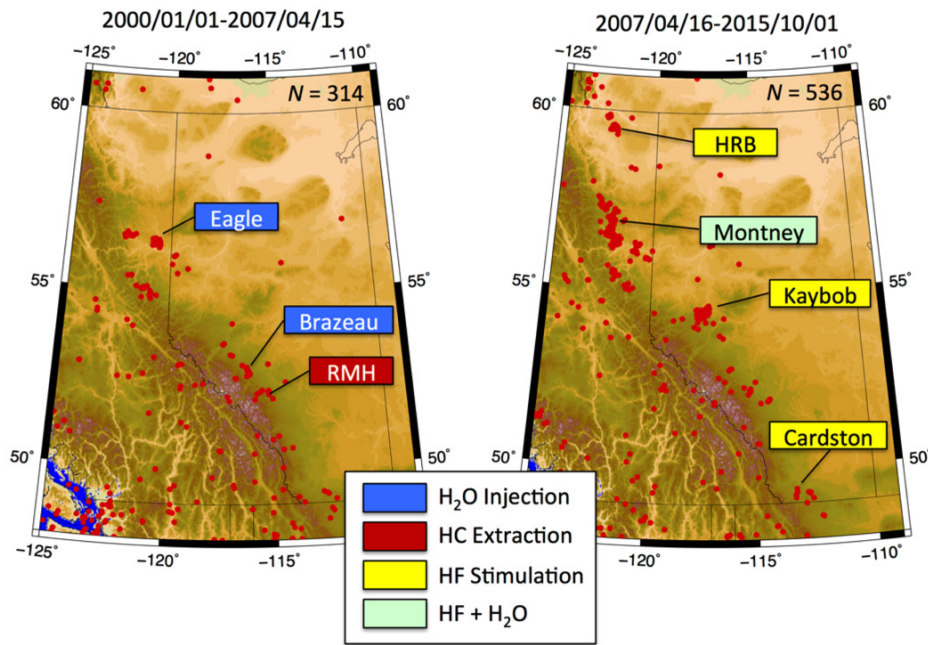 2000/01/01-2007/04/15
2007/04/16-2015/10/01
−125
−120
−115
−125
−120
−115
60°
N = 314
60°
60°
N = 536
60°
HRB
Eagle
Montney
55°
55°
55°
55°
Kaybob
Brazeau
RMH
Cardston
50°
50°
50°
50°
−125
−120
−115
−120
−115
−110
H₂O Injection
HC Extraction
HF Stimulation
HF + H₂O